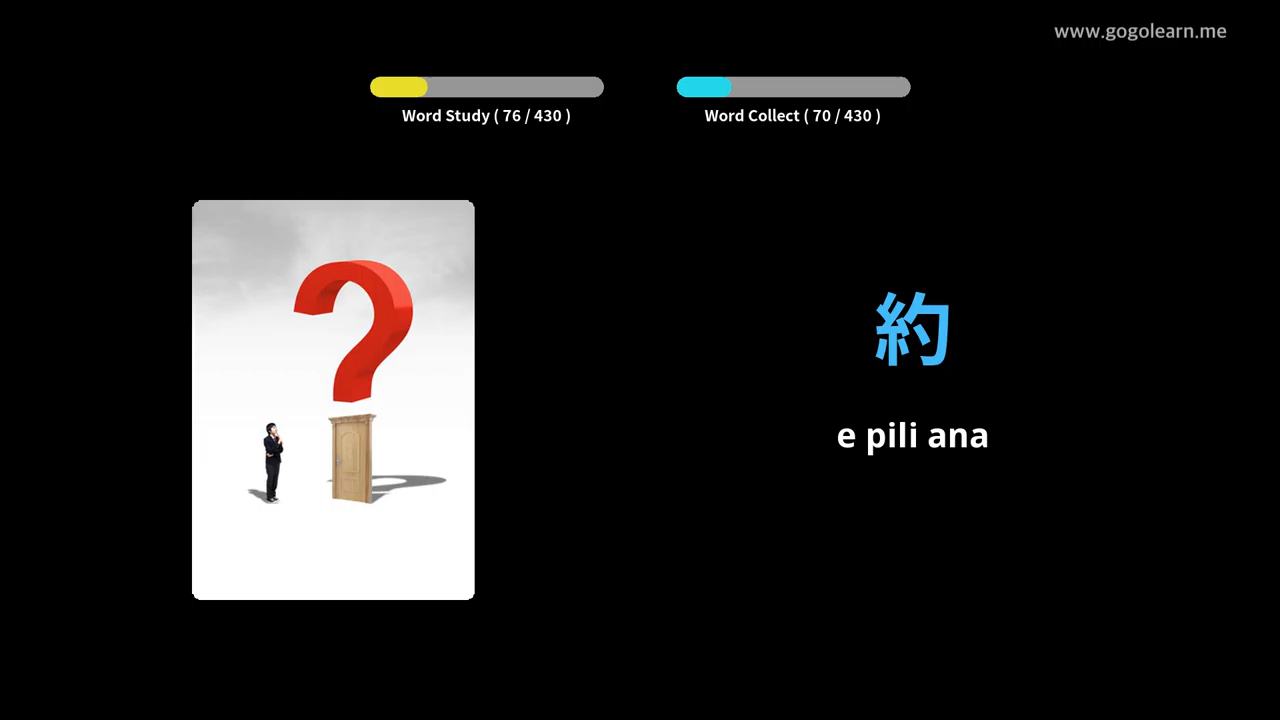 www.gogolearn.me
Word Study ( 76 / 430 )
Word Collect ( 70 / 430 )
約
e pili ana